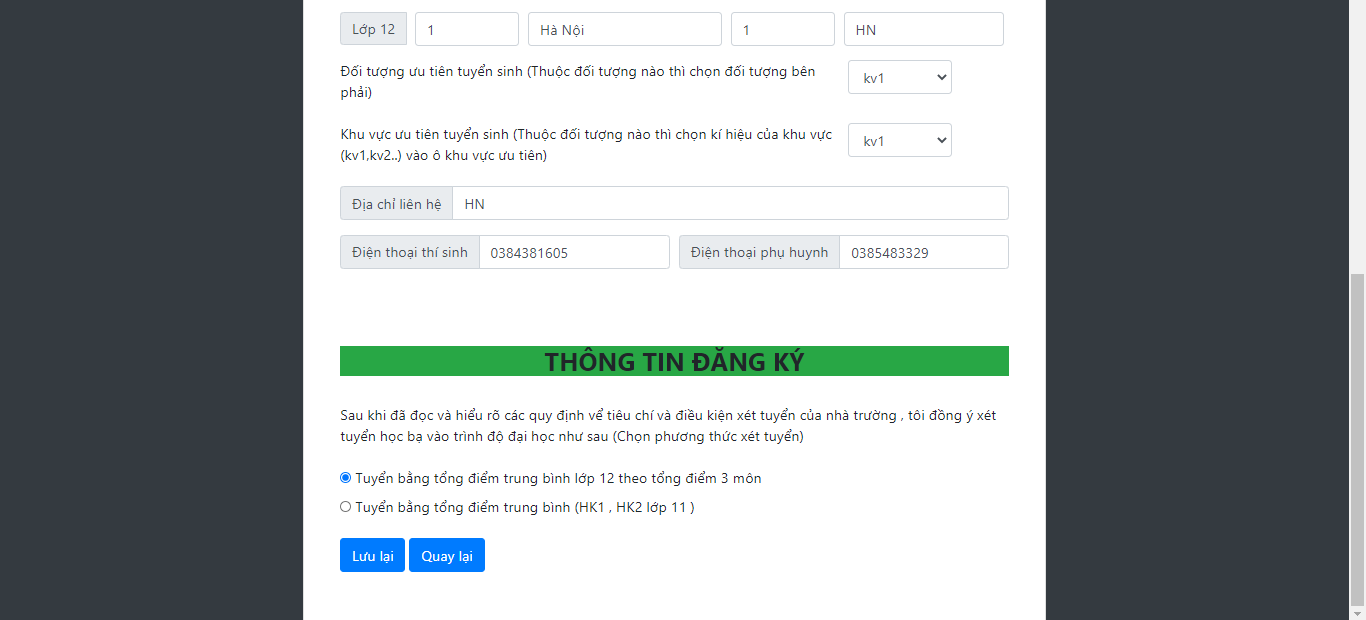 Lớp 12 1 Hà Nội 1 HN
Đối tượng ưu tiên tuyển sinh (Thuộc đối tượng nào thì chọn đối tượng bên
phải)
kv1
Khu vực ưu tiên tuyển sinh (Thuộc đối tượng nào thì chọn kí hiệu của khu vực
(kv1,kv2..) vào ô khu vực ưu tiên)
kv1
Địa chỉ liên hệ HN
Điện thoại thí sinh 0384381605 Điện thoại phụ huynh 0385483329
THÔNG TIN ĐĂNG KÝ
Sau khi đã đọc và hiểu rõ các quy định về tiêu chí và điều kiện xét tuyển của nhà trường , tôi đồng ý xét
tuyển học bạ vào trình độ đại học như sau (Chọn phương thức xét tuyển)
Tuyển bằng tổng điểm trung bình lớp 12 theo tổng điểm 3 môn
Tuyển bằng tổng điểm trung bình (HK1 , HK2 lớp 11 )
Lưu lại Quay lại